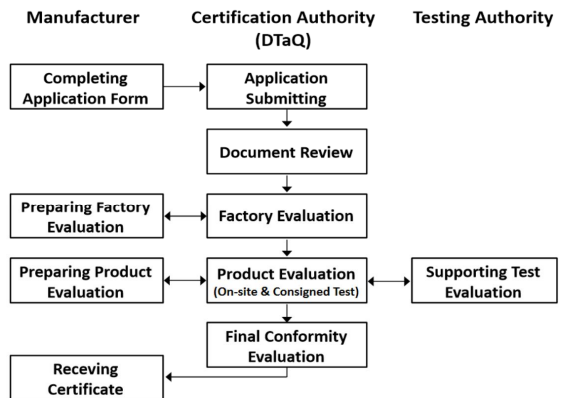 Manufacturer
Certification Authority
(DTaQ)
Testing Authority
Completing
Application Form
Application
Submitting
Document Review
Preparing Factory
Evaluation
Factory Evaluation
Preparing Product
Evaluation
Product Evaluation
(On-site & Consigned Test)
Supporting Test
Evaluation
Final Conformity
Evaluation
Receving
Certificate